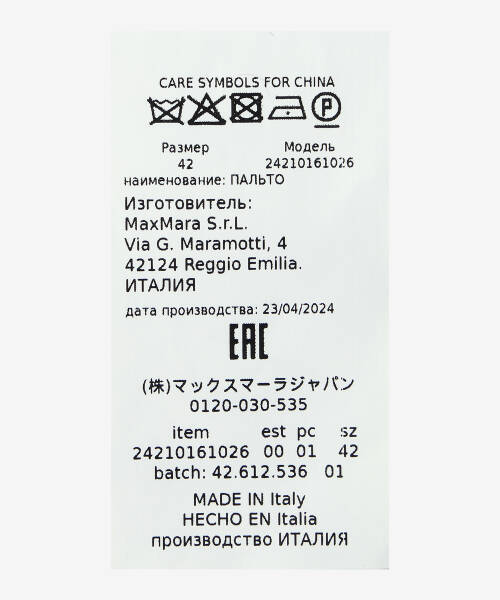 CARE SYMBOLS FOR CHINA
P
Размер Модель
42 24210161026
наименование: ПАЛЬТО
Изготовитель:
MaxMara S.r.L.
Via G. Maramotti, 4
42124 Reggio Emilia.
ИТАЛИЯ
дата производства: 23/04/2024
EAC
(株)マックスマーラジャパン
0120-030-535
item est pc sz
24210161026 00 01 42
batch: 42.612.536 01
MADE IN Italy
HECHO EN Italia
производство ИТАЛИЯ